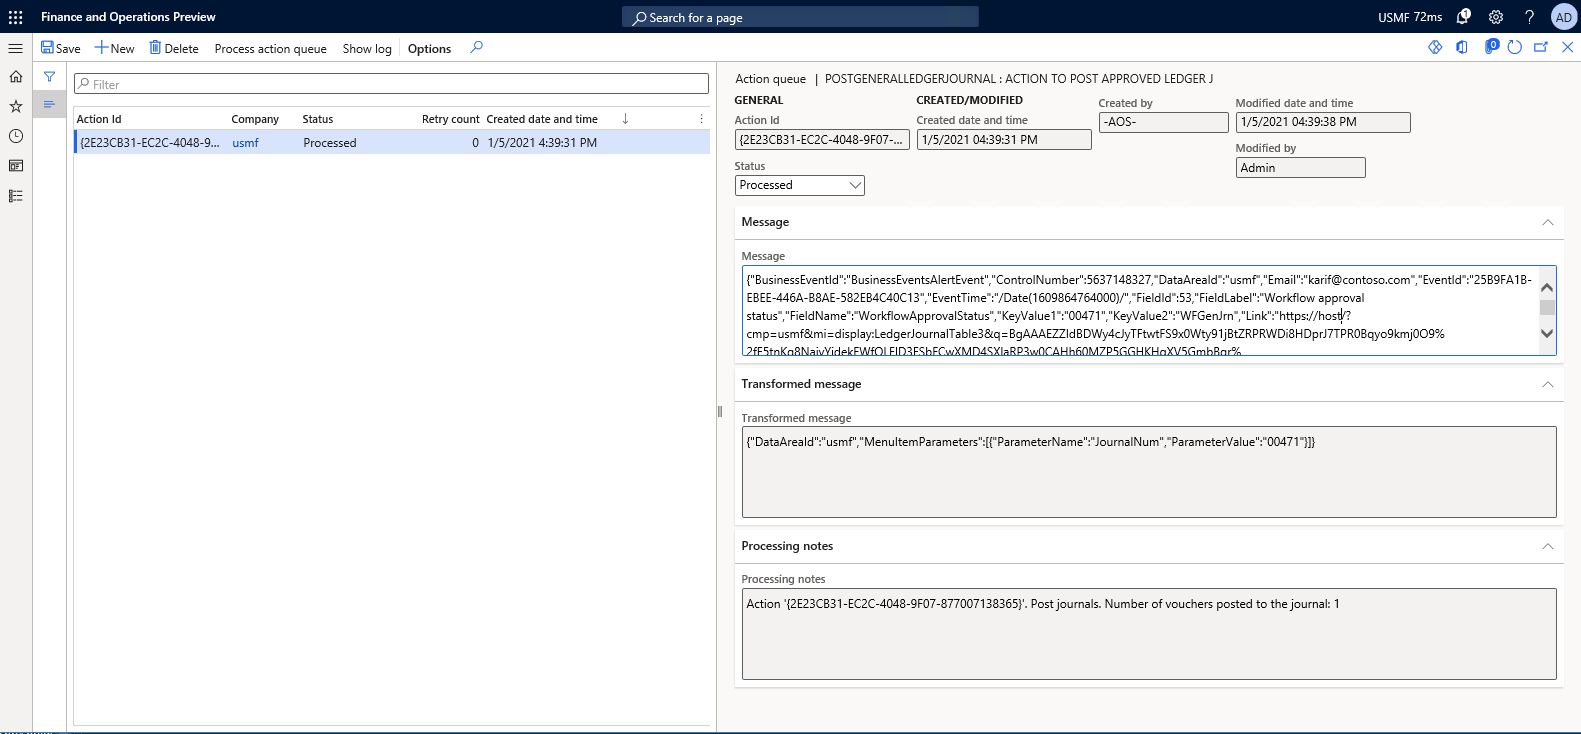 Finance and Operations Preview
Search for a page
USMF 72ms
1
?
AD
Save
New
Delete
Process action queue
Show log
Options
0
Filter
Action Id Company Status Retry count Created date and time
{2E23CB31-EC2C-4048-9... usmf Processed 0 1/5/2021 4:39:31 PM
Action queue | POSTGENERALLEDGERJOURNAL : ACTION TO POST APPROVED LEDGER J
GENERAL
Action Id
{2E23CB31-EC2C-4048-9F07-...
Status
Processed
CREATED/MODIFIED
Created date and time
1/5/2021 04:39:31 PM
Created by
-AOS-
Modified date and time
1/5/2021 04:39:38 PM
Modified by
Admin
Message
Message
{"BusinessEventId":"BusinessEventsAlertEvent","ControlNumber":5637148327,"DataAreaId":"usmf","Email":"karif@contoso.com","EventId":"25B9FA1B-
EBEE-446A-B8AE-582EB4C40C13","EventTime":"/Date(1609864764000)/","FieldId":53,"FieldLabel":"Workflow approval
status","FieldName":"WorkflowApprovalStatus","KeyValue1":"00471","KeyValue2":"WFGenJrn","Link":"https://host/?
Transformed message
Transformed message
{"DataAreaId":"usmf","MenuItemParameters":[{"ParameterName":"JournalNum","ParameterValue":"00471"}]}
Processing notes
Processing notes
Action '{2E23CB31-EC2C-4048-9F07-877007138365}'. Post journals. Number of vouchers posted to the journal: 1